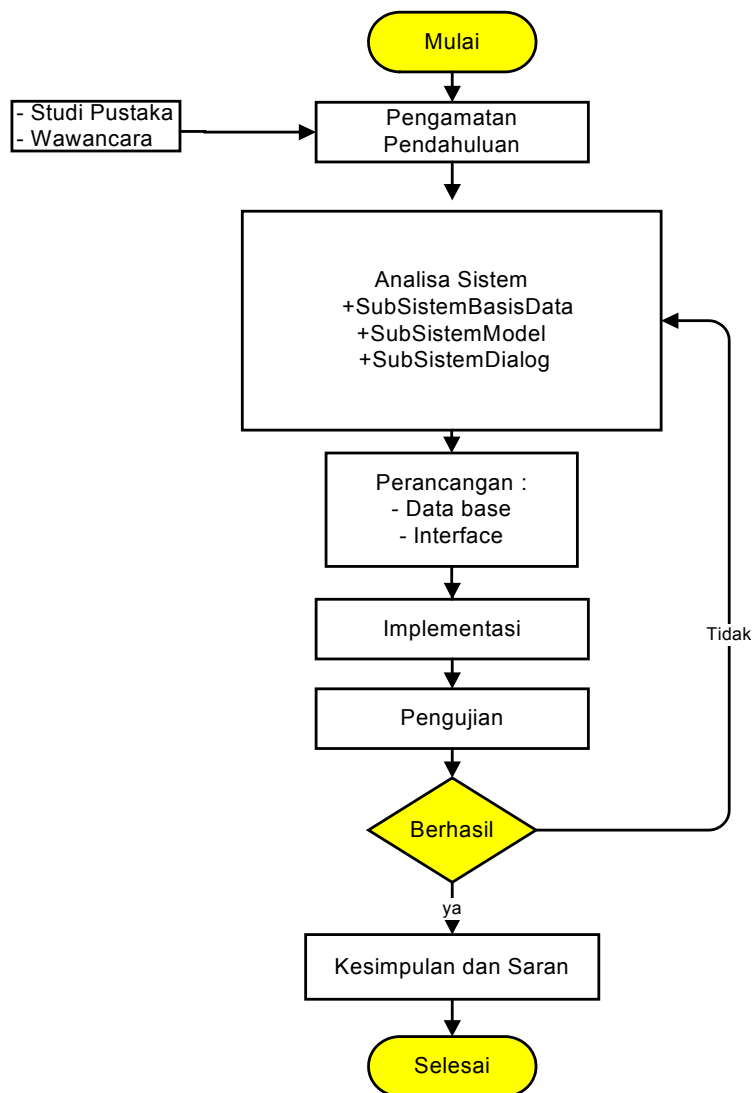 Mulai
- Studi Pustaka
- Wawancara
Pengamatan
Pendahuluan
Analisa Sistem
+SubSistemBasisData
+SubSistemModel
+SubSistemDialog
Perancangan :
- Data base
- Interface
Implementasi
Tidak
Pengujian
Berhasil
ya
Kesimpulan dan Saran
Selesai